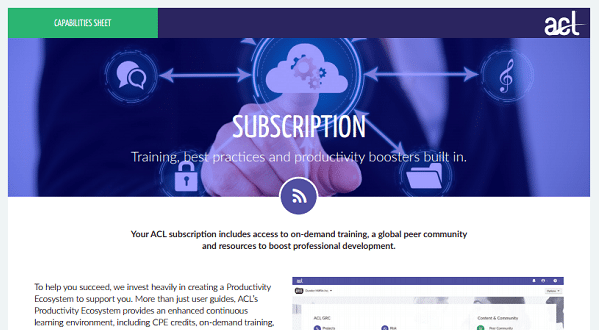 CAPABILITIES SHEET
acl
SUBSCRIPTION
Training, best practices and productivity boosters built in.
Your ACL subscription includes access to on-demand training, a global peer community
and resources to boost professional development.
To help you succeed, we invest heavily in creating a Productivity
Ecosystem to support you. More than just user guides, ACL's
Productivity Ecosystem provides an enhanced continuous
learning environment, including CPE credits, on-demand training,
acl
ACL GRC
Content & Community
Projects
Risk